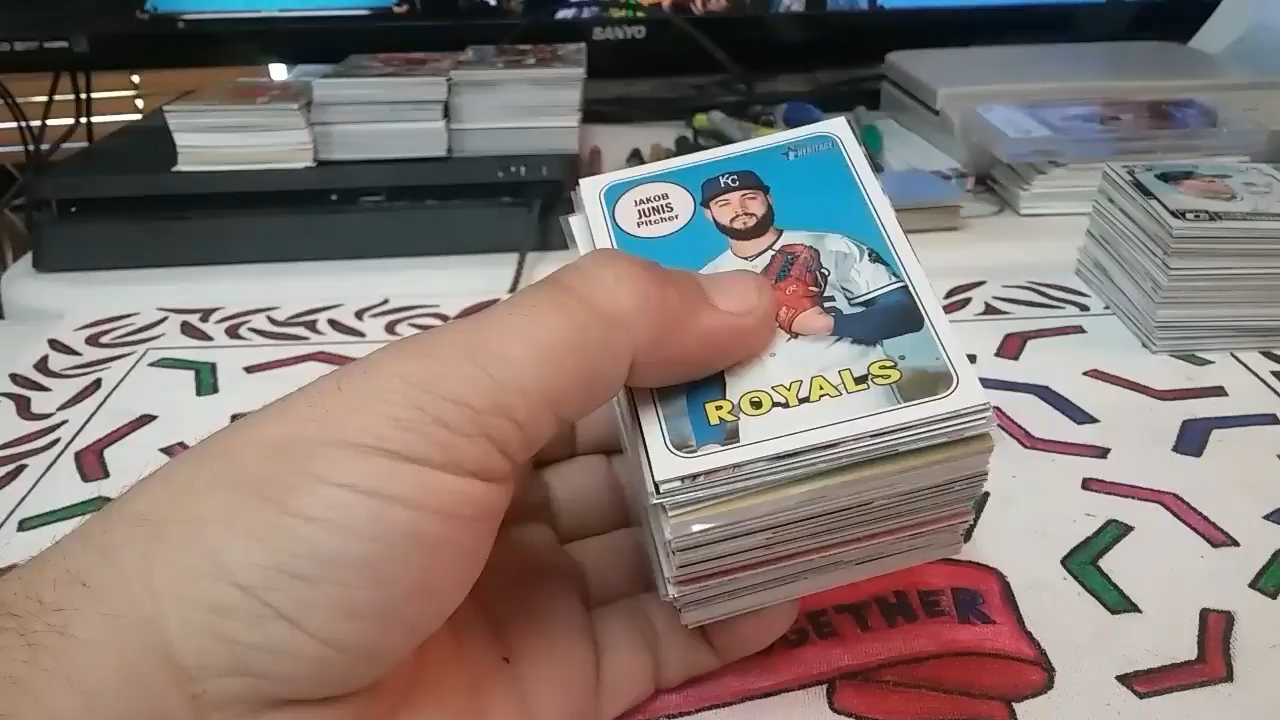 SANYO
HERITAGE
JAKOB
JUNIS
Pitcher
KC
ROYALS
GETHER